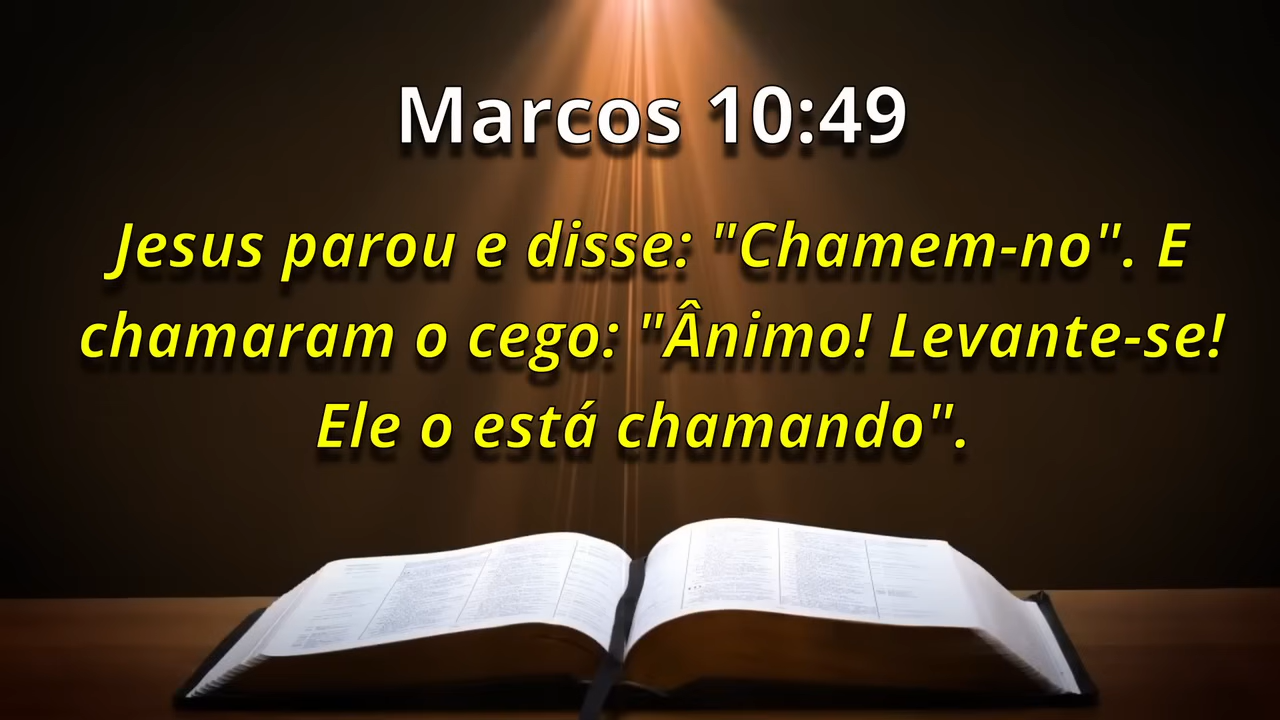 Marcos 10:49
Jesus parou e disse: "Chamem-no". E
chamaram o cego: "Ânimo! Levante-se!
Ele o está chamando".